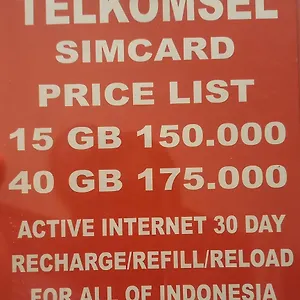 TELKOMSEL
SIMCARD
PRICE LIST
15 GB 150.000
40 GB 175.000
ACTIVE INTERNET 30 DAY
RECHARGE/REFILL/RELOAD
FOR ALL OF INDONESIA